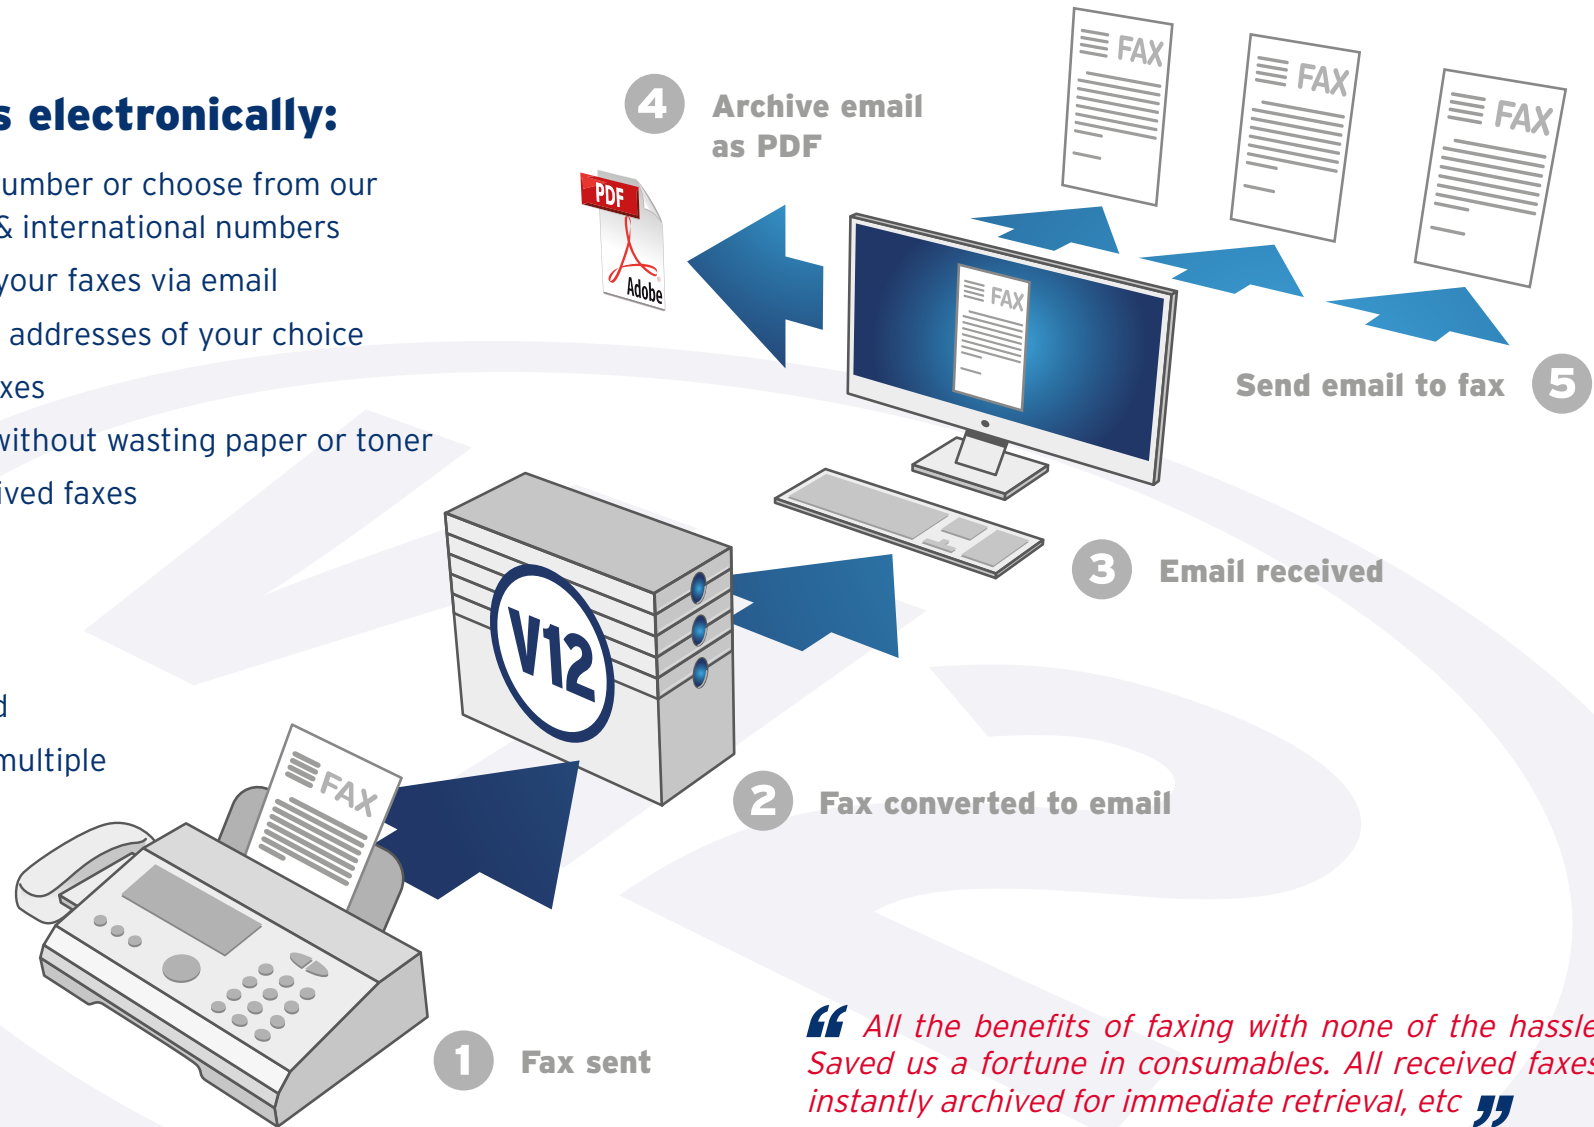 s electronically:
umber or choose from our
& international numbers
your faxes via email
addresses of your choice
xes
without wasting paper or toner
ived faxes
d
multiple
4 Archive email
as PDF
PDF
Adobe
FAX
FAX
FAX
FAX
Send email to fax 5
3 Email received
V12
2 Fax converted to email
FAX
1 Fax sent
“ All the benefits of faxing with none of the hassle
Saved us a fortune in consumables. All received faxes
instantly archived for immediate retrieval, etc ”